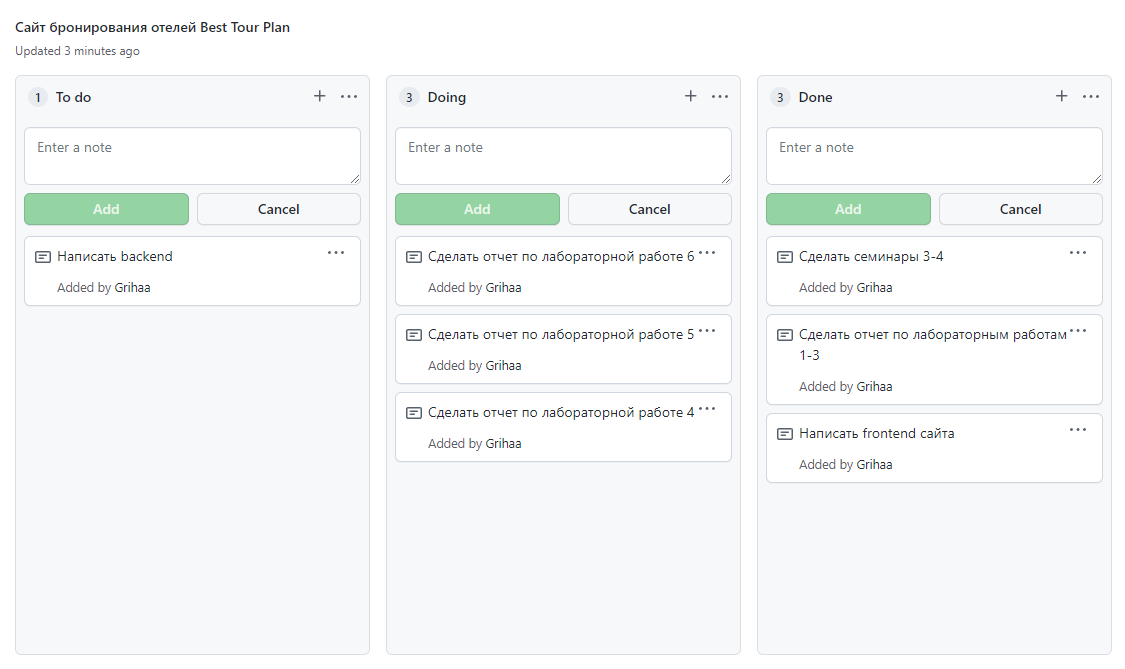 Сайт бронирования отелей Best Tour Plan
Updated 3 minutes ago
1 To do
Enter a note
Add Cancel
Написать backend
Added by Grihaa
3 Doing
Enter a note
Add Cancel
Сделать отчет по лабораторной работе 6
Added by Grihaa
Сделать отчет по лабораторной работе 5
Added by Grihaa
Сделать отчет по лабораторной работе 4
Added by Grihaa
3 Done
Enter a note
Add Cancel
Сделать семинары 3-4
Added by Grihaa
Сделать отчет по лабораторным работам
1-3
Added by Grihaa
Написать frontend сайта
Added by Grihaa